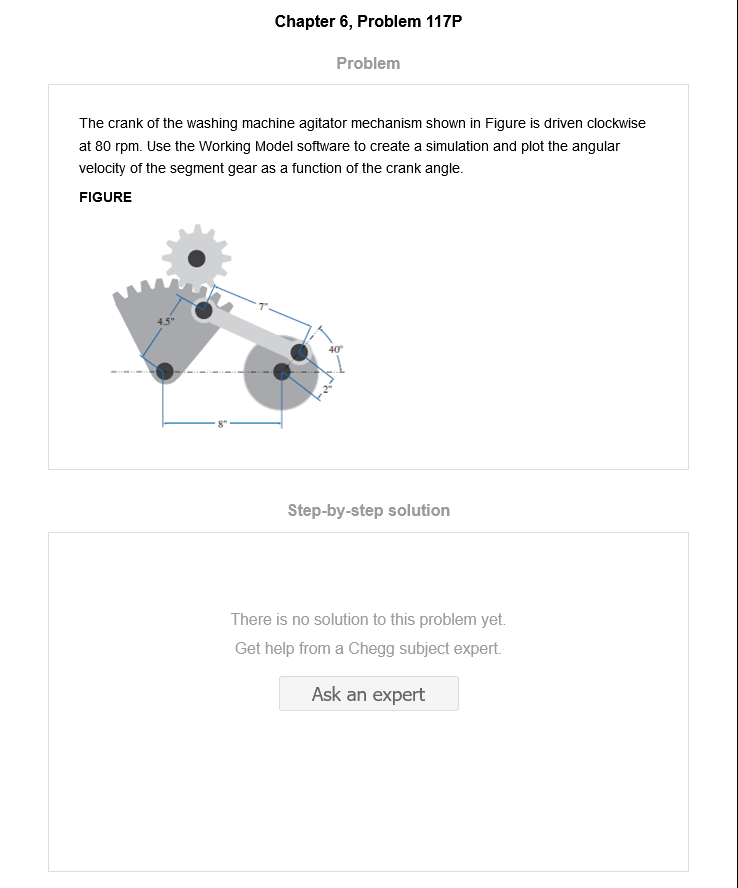 Chapter 6, Problem 117P
Problem
The crank of the washing machine agitator mechanism shown in Figure is driven clockwise
at 80 rpm. Use the Working Model software to create a simulation and plot the angular
velocity of the segment gear as a function of the crank angle.
FIGURE
7"
4.5"
40°
2"
8"
Step-by-step solution
There is no solution to this problem yet.
Get help from a Chegg subject expert.
Ask an expert